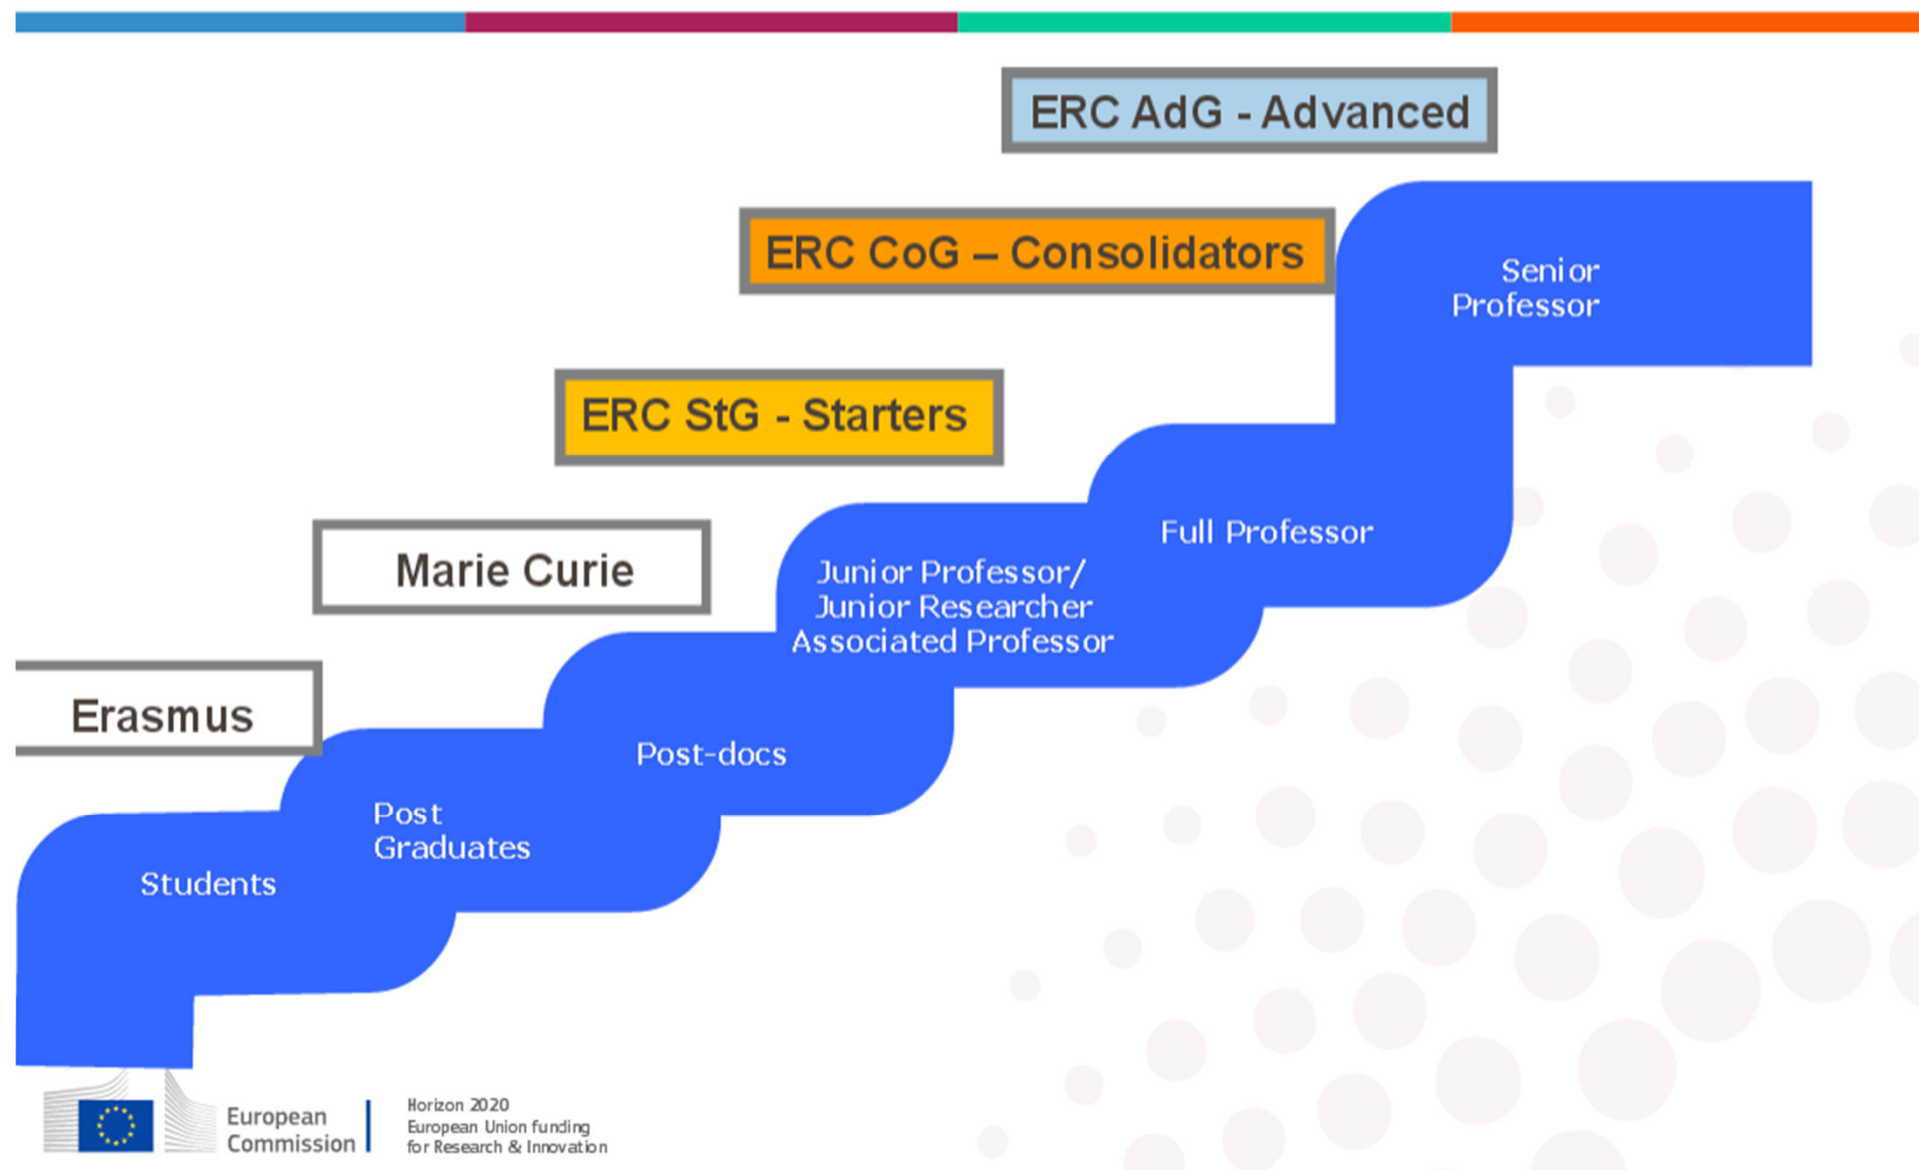 ERC AdG - Advanced
ERC CoG – Consolidators
Senior
Professor
ERC StG - Starters
Full Professor
Marie Curie
Junior Professor/
Junior Researcher
Associated Professor
Erasmus
Post-docs
Post
Graduates
Students
European
Commission
Horizon 2020
European Union funding
for Research & Innovation